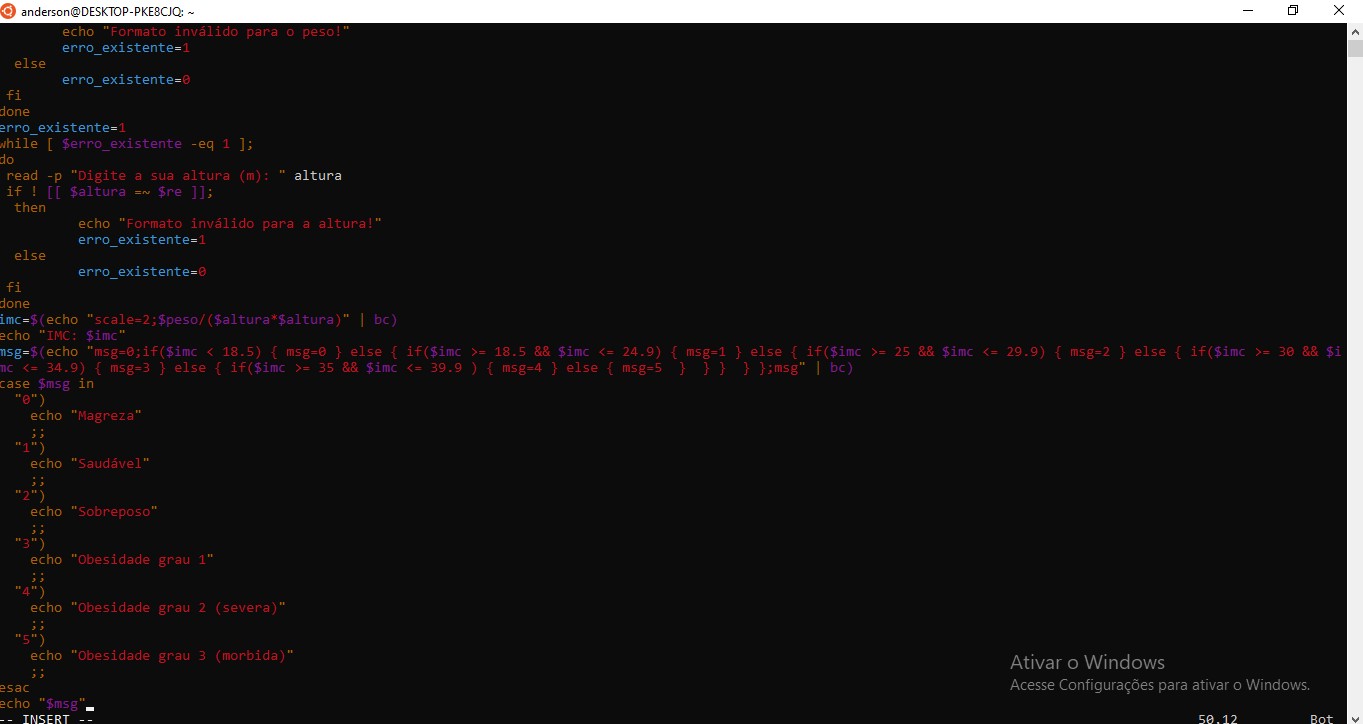 anderson@DESKTOP-PKE8CJQ: ~
echo "Formato inválido para o peso!"
erro_existente=1
else
erro_existente=0
fi
done
erro_existente=1
while [ $erro_existente -eq 1 ];
do
read -p "Digite a sua altura (m): " altura
if ! [[ $altura =~ $re ]];
then
echo "Formato inválido para a altura!"
erro_existente=1
else
erro_existente=0
fi
done
imc=$(echo "scale=2;$peso/($altura*$altura)" | bc)
echo "IMC: $imc"
msg=$(echo "msg=0;if($imc < 18.5) { msg=0 } else { if($imc >= 18.5 && $imc <= 24.9) { msg=1 } else { if($imc >= 25 && $imc <= 29.9) { msg=2 } else { if($imc >= 30 && $i
mc <= 34.9) { msg=3 } else { if($imc >= 35 && $imc <= 39.9 ) { msg=4 } else { msg=5  }  } }  } };msg" | bc)
case $msg in
"0")
echo "Magreza"
;;
"1")
echo "Saudável"
;;
"2")
echo "Sobreposo"
;;
"3")
echo "Obesidade grau 1"
;;
"4")
echo "Obesidade grau 2 (severa)"
;;
"5")
echo "Obesidade grau 3 (morbida)"
;;
esac
echo "$msg"
-- INSERT --
50,12
Bot
Ativar o Windows
Acesse Configurações para ativar o Windows.